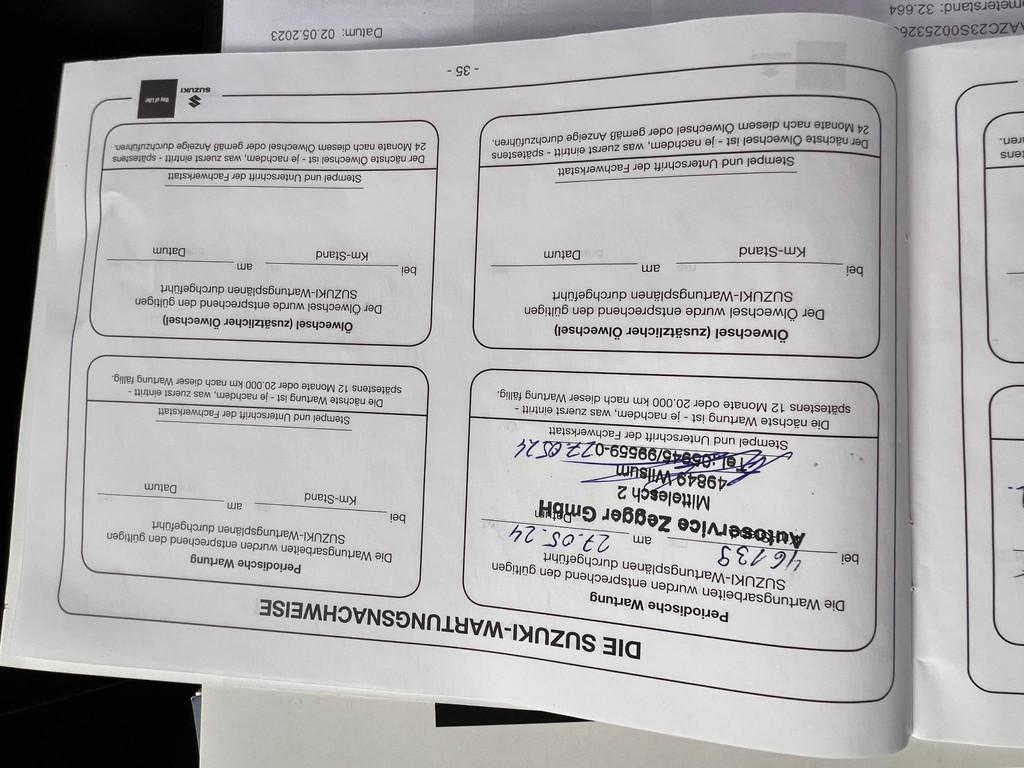 DIE SUZUKI-WARTUNGSNACHWEISE
Periodische Wartung
Die Wartungsarbeiten wurden entsprechend den gültigen
SUZUKI-Wartungsplänen durchgeführt
bei 46133 am 27.05.24
Km-Stand Datum
Autoservice Zegger GmbH
Mittelesch 2
49849 Wilsum
Tel.:05945/99559-0 27.05.24
Stempel und Unterschrift der Fachwerkstatt
Die nächste Wartung ist - je nachdem, was zuerst eintritt -
spätestens 12 Monate oder 20.000 km nach dieser Wartung fällig.
Periodische Wartung
Die Wartungsarbeiten wurden entsprechend den gültigen
SUZUKI-Wartungsplänen durchgeführt
bei am
Km-Stand Datum
Stempel und Unterschrift der Fachwerkstatt
Die nächste Wartung ist - je nachdem, was zuerst eintritt -
spätestens 12 Monate oder 20.000 km nach dieser Wartung fällig.
Ölwechsel (zusätzlicher Ölwechsel)
Der Ölwechsel wurde entsprechend den gültigen
SUZUKI-Wartungsplänen durchgeführt
bei am
Km-Stand Datum
Stempel und Unterschrift der Fachwerkstatt
Der nächste Ölwechsel ist - je nachdem, was zuerst eintritt - spätestens
24 Monate nach diesem Ölwechsel oder gemäß Anzeige durchzuführen.
Ölwechsel (zusätzlicher Ölwechsel)
Der Ölwechsel wurde entsprechend den gültigen
SUZUKI-Wartungsplänen durchgeführt
bei am
Km-Stand Datum
Stempel und Unterschrift der Fachwerkstatt
Der nächste Ölwechsel ist - je nachdem, was zuerst eintritt - spätestens
24 Monate nach diesem Ölwechsel oder gemäß Anzeige durchzuführen.
SUZUKI
Way of Life!
- 35 -
Datum: 02.05.2023
ometerstand: 32.664